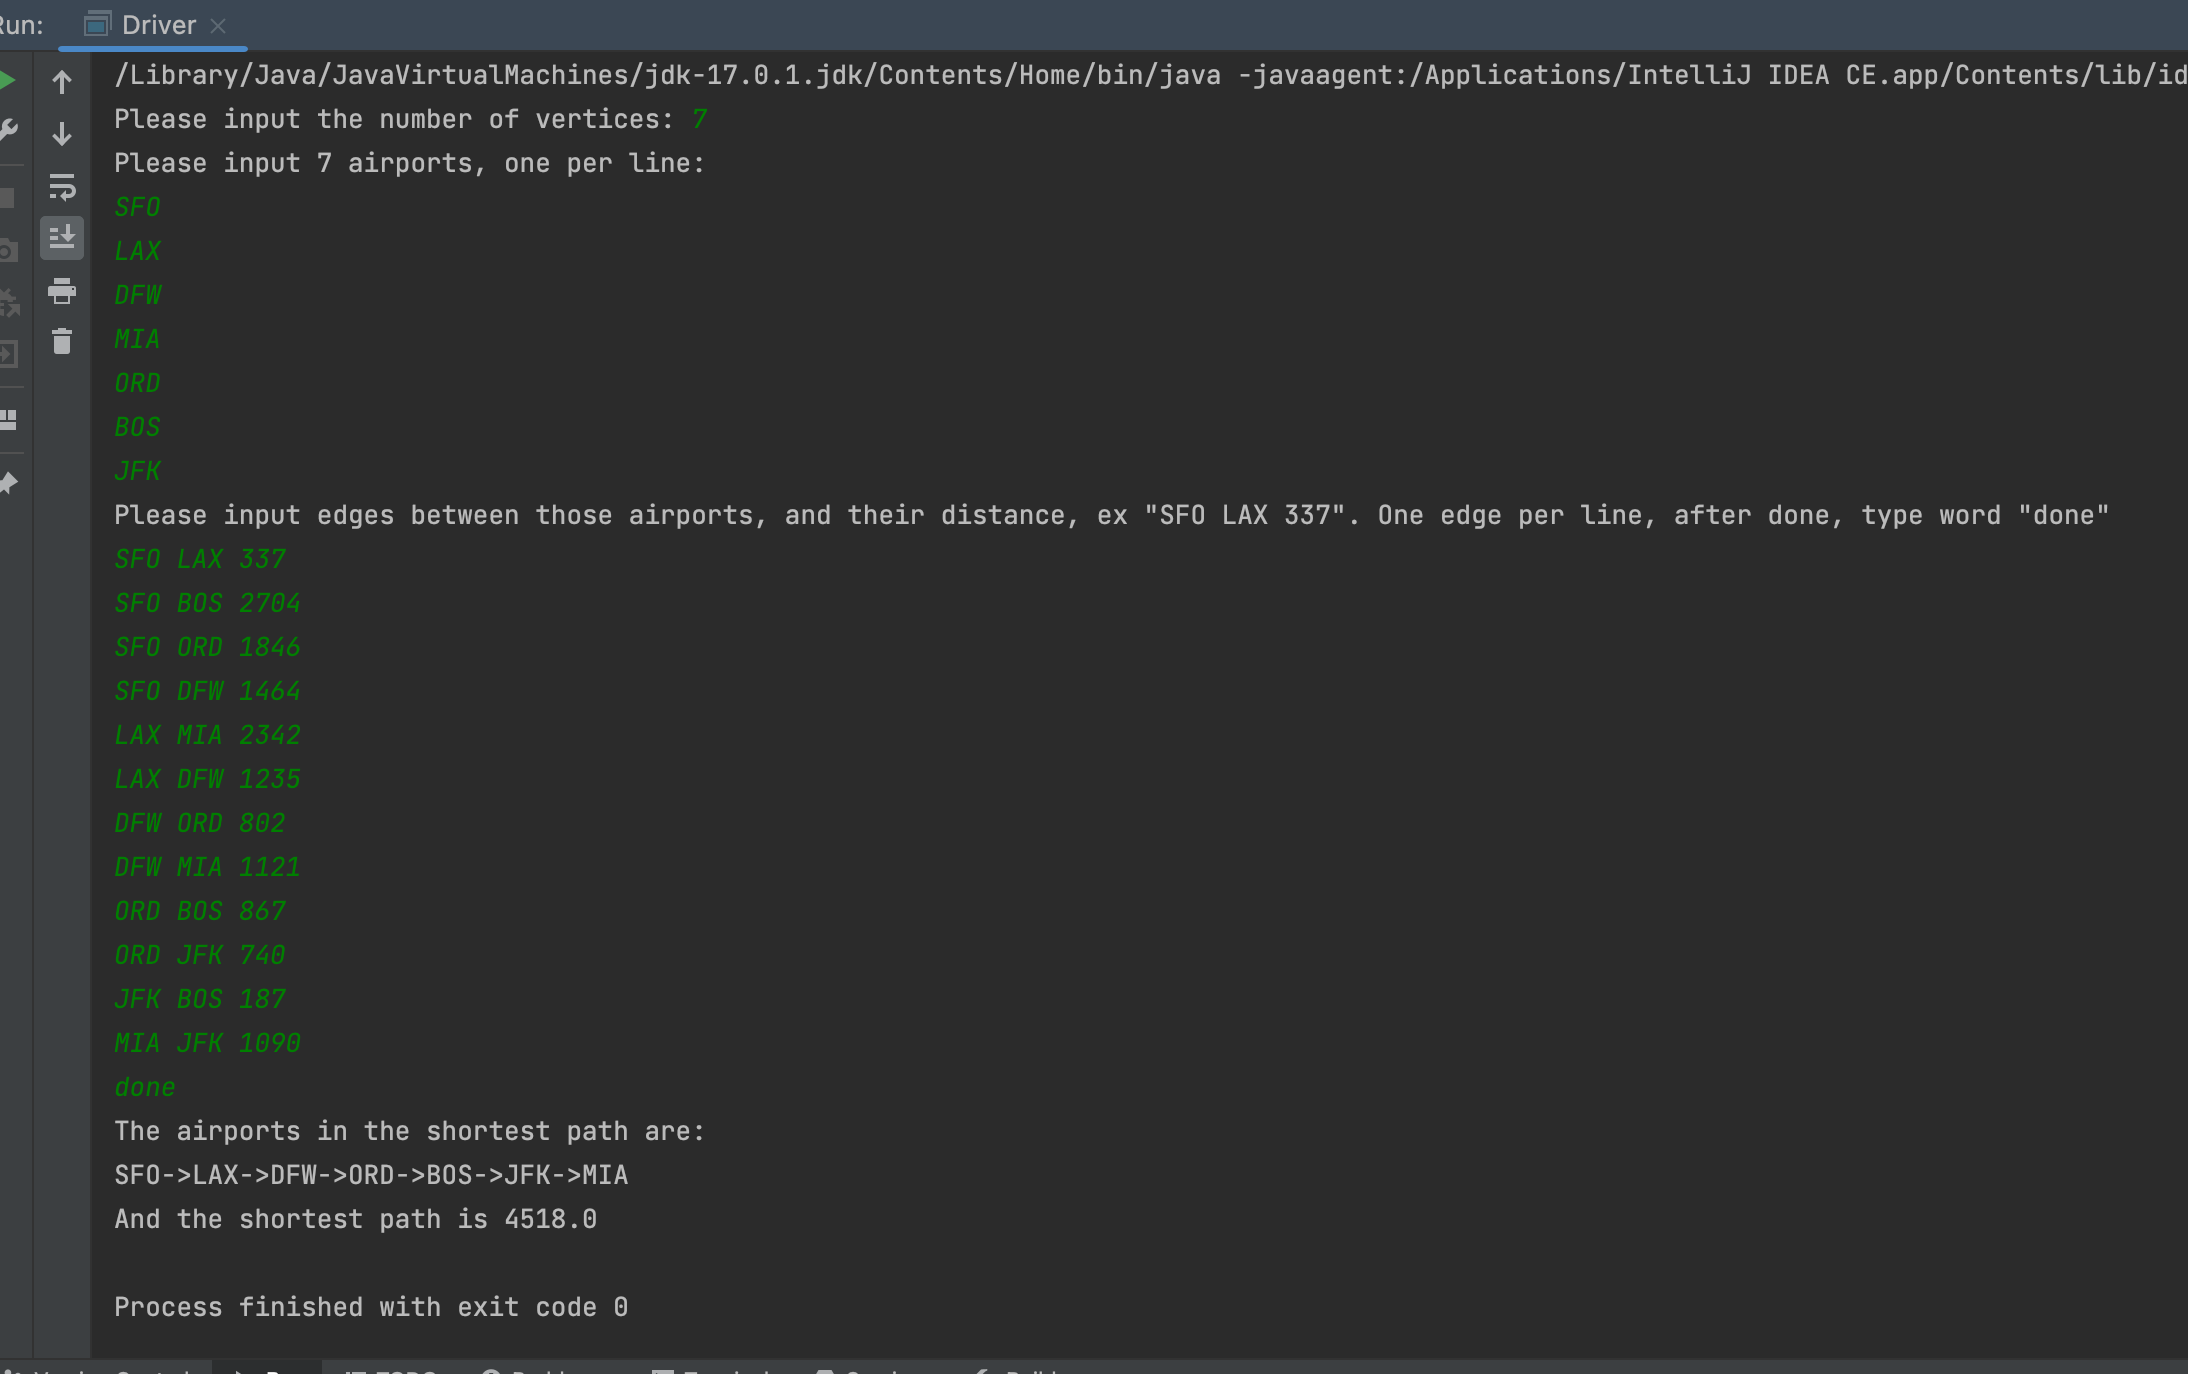 Run: Driver
/Library/Java/JavaVirtualMachines/jdk-17.0.1.jdk/Contents/Home/bin/java -javaagent:/Applications/IntelliJ IDEA CE.app/Contents/lib/id
Please input the number of vertices: 7
Please input 7 airports, one per line:
SFO
LAX
DFW
MIA
ORD
BOS
JFK
Please input edges between those airports, and their distance, ex "SFO LAX 337". One edge per line, after done, type word "done"
SFO LAX 337
SFO BOS 2704
SFO ORD 1846
SFO DFW 1464
LAX MIA 2342
LAX DFW 1235
DFW ORD 802
DFW MIA 1121
ORD BOS 867
ORD JFK 740
JFK BOS 187
MIA JFK 1090
done
The airports in the shortest path are:
SFO->LAX->DFW->ORD->BOS->JFK->MIA
And the shortest path is 4518.0
Process finished with exit code 0